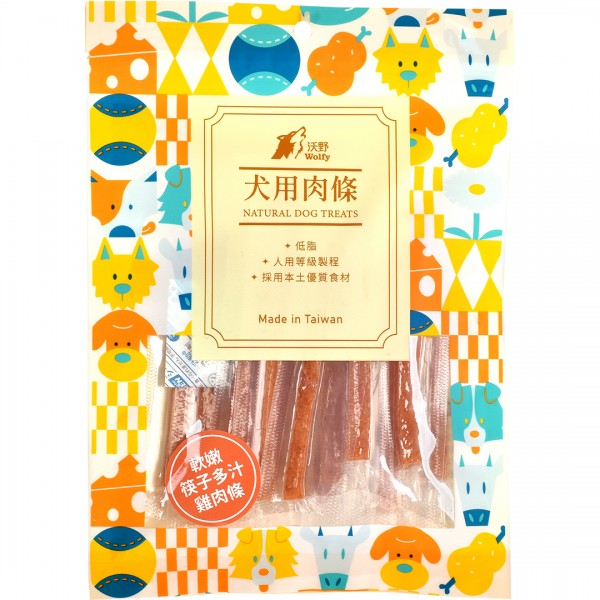 沃野
Wolfy
犬用肉條
NATURAL DOG TREATS
低脂
人用等級製程
採用本土優質食材
Made in Taiwan
軟嫩
筷子多汁
雞肉條